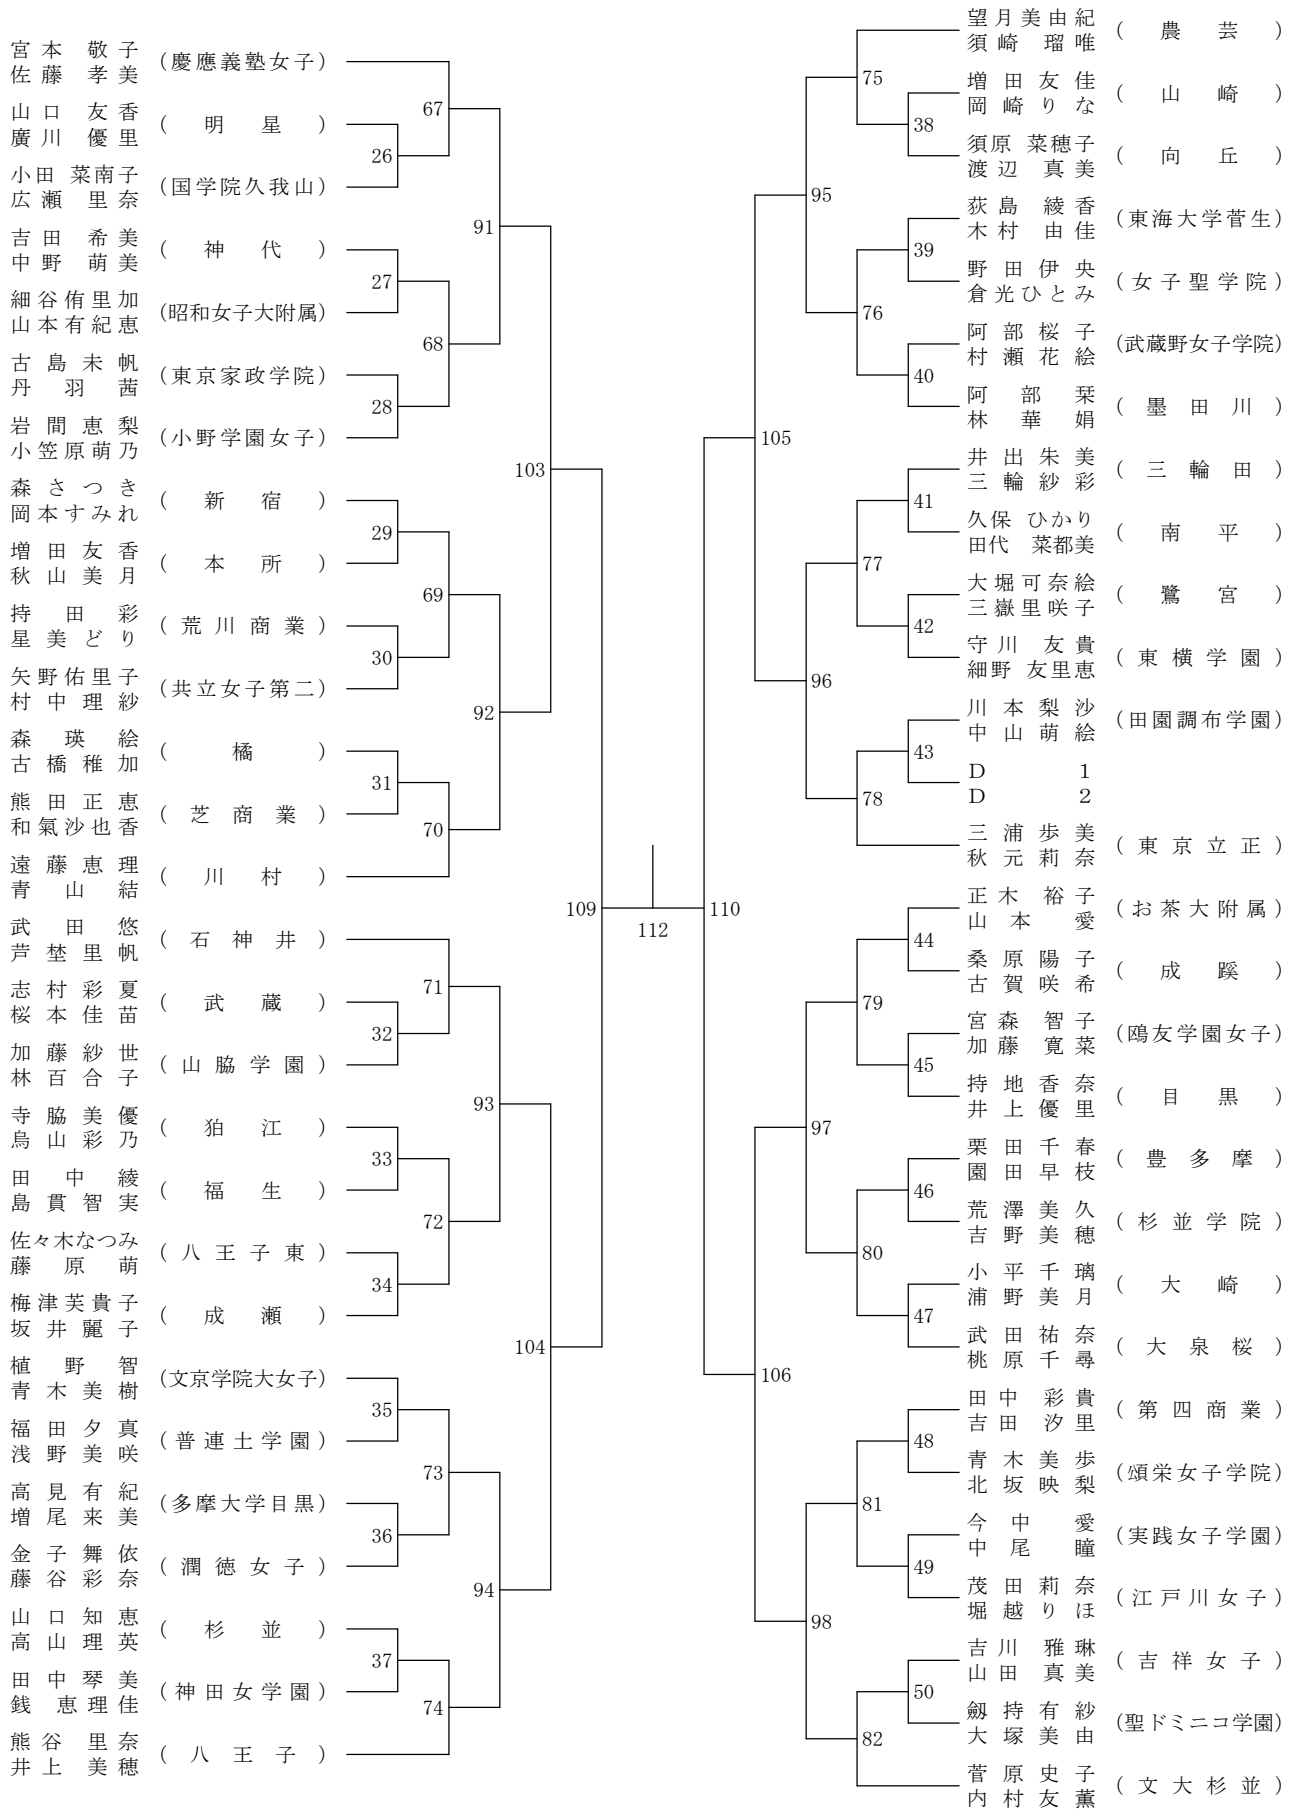 宮本 敬子
佐藤 孝美 (慶應義塾女子)
67
山口 友香
廣川 優里 (明星)
26
小田 菜南子
広瀬 里奈 (国学院久我山)
91
吉田 希美
中野 萌美 (神代)
27
細谷侑里加
山本有紀恵 (昭和女子大附属)
68
古島未帆
丹羽茜 (東京家政学院)
28
岩間恵梨
小笠原萌乃 (小野学園女子)
103
森さつき
岡本すみれ (新宿)
29
増田友香
秋山美月 (本所)
69
持田彩
星美どり (荒川商業)
30
矢野佑里子
村中理紗 (共立女子第二)
92
森瑛絵
古橋稚加 (橘)
31
熊田正恵
和氣沙也香 (芝商業)
70
遠藤恵理
青山結 (川村)
109
武田悠
芦埜里帆 (石神井)
71
志村彩夏
桜本佳苗 (武蔵)
32
加藤紗世
林百合子 (山脇学園)
93
寺脇美優
烏山彩乃 (狛江)
33
田中綾
島貫智実 (福生)
72
佐々木なつみ
藤原萌 (八王子東)
34
梅津芙貴子
坂井麗子 (成瀬)
104
植野智
青木美樹 (文京学院大女子)
35
福田夕真
浅野美咲 (普連土学園)
73
高見有紀
増尾来美 (多摩大学目黒)
36
金子舞依
藤谷彩奈 (潤徳女子)
94
山口知恵
高山理英 (杉並)
37
田中琴美
銭恵理佳 (神田女学園)
74
熊谷 里奈
井上 美穂 (八王子)
112
望月美由紀
須崎 瑠唯 (農芸)
75
増田友佳
岡崎りな (山崎)
38
須原 菜穂子
渡辺 真美 (向丘)
95
荻島 綾香
木村 由佳 (東海大学菅生)
39
野田伊央
倉光ひとみ (女子聖学院)
76
阿部桜子
村瀬花絵 (武蔵野女子学院)
40
阿部栞
林華娟 (墨田川)
105
井出朱美
三輪紗彩 (三輪田)
41
久保 ひかり
田代 菜都美 (南平)
77
大堀可奈絵
三嶽里咲子 (鷺宮)
42
守川 友貴
細野 友里恵 (東横学園)
96
川本梨沙
中山萌絵 (田園調布学園)
43
D 1
D 2
78
三浦歩美
秋元莉奈 (東京立正)
110
正木 裕子
山本 愛 (お茶大附属)
44
桑原陽子
古賀咲希 (成蹊)
79
宮森 智子
加藤 寛菜 (鴎友学園女子)
45
持地香奈
井上優里 (目黒)
97
栗田千春
園田早枝 (豊多摩)
46
荒澤美久
吉野美穂 (杉並学院)
80
小平千璃
浦野美月 (大崎)
47
武田祐奈
桃原千尋 (大泉桜)
106
田中 彩貴
吉田 汐里 (第四商業)
48
青木美歩
北坂映梨 (頌栄女子学院)
81
今中愛
中尾瞳 (実践女子学園)
49
茂田莉奈
堀越りほ (江戸川女子)
98
吉川 雅琳
山田 真美 (吉祥女子)
50
剱持有紗
大塚美由 (聖ドミニコ学園)
82
菅原史子
内村友薫 (文大杉並)